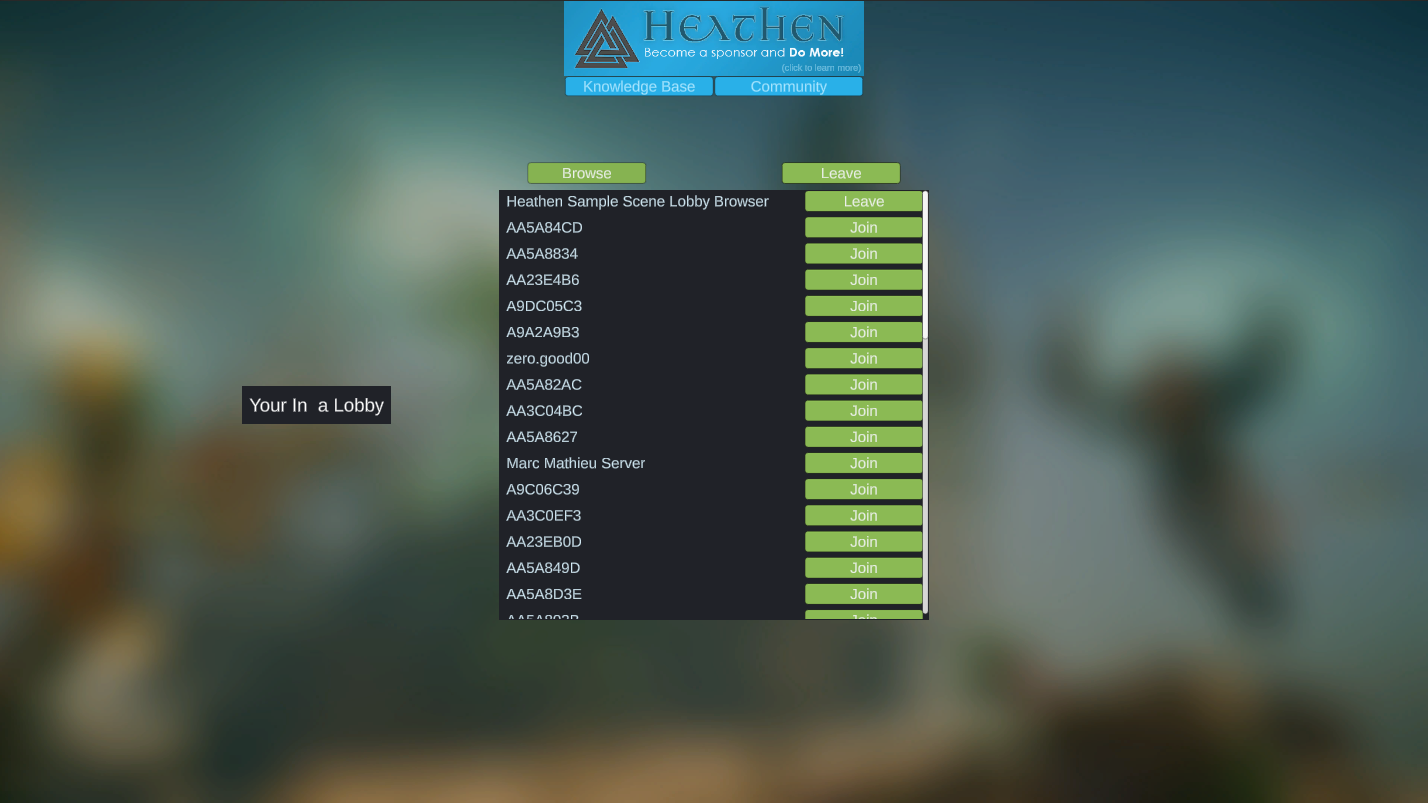 HEATHEN
Become a sponsor and Do More!
(click to learn more)
Knowledge Base Community
Browse Leave
Heathen Sample Scene Lobby Browser Leave
AA5A84CD Join
AA5A8834 Join
AA23E4B6 Join
A9DC05C3 Join
A9A2A9B3 Join
zero.good00 Join
AA5A82AC Join
Your In  a Lobby
AA3C04BC Join
AA5A8627 Join
Marc Mathieu Server Join
A9C06C39 Join
AA3C0EF3 Join
AA23EB0D Join
AA5A849D Join
AA5A8D3E Join
Join